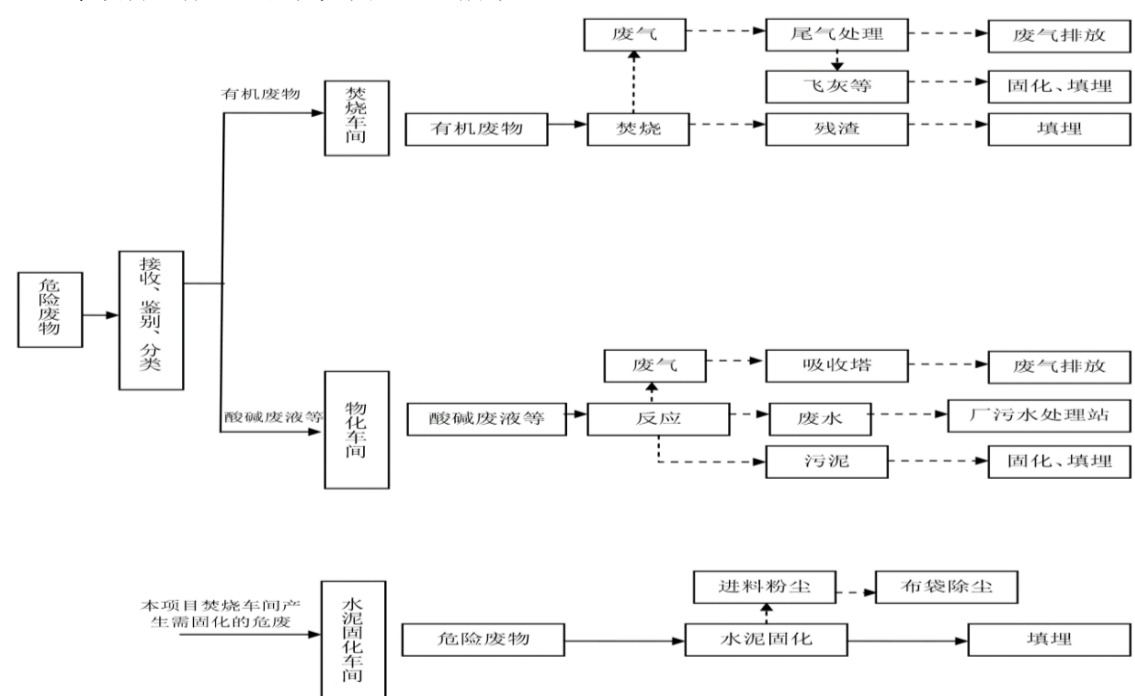 废气
尾气处理
废气排放
有机废物
焚烧车间
飞灰等
固化、填埋
有机废物
焚烧
残渣
填埋
危险废物
接收、鉴别、分类
废气
吸收塔
废气排放
酸碱废液等
物化车间
酸碱废液等
反应
废水
厂污水处理站
污泥
固化、填埋
本项目焚烧车间产
生需固化的危废
水泥固化车间
进料粉尘
布袋除尘
危险废物
水泥固化
填埋